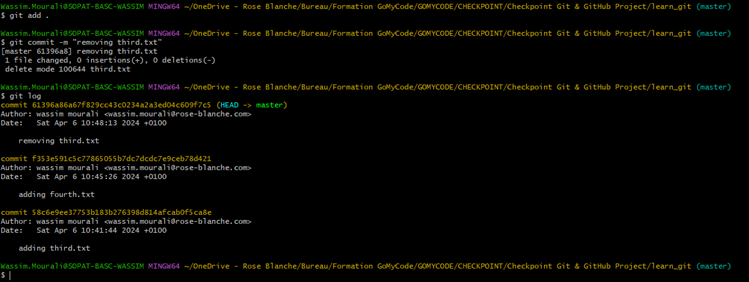 Wassim.Mourali@SDPAT-BASC-WASSIM MINGW64 ~/OneDrive - Rose Blanche/Bureau/Formation GoMyCode/GOMYCODE/CHECKPOINT/Checkpoint Git & GitHub Project/learn_git (master)
$ git add .

Wassim.Mourali@SDPAT-BASC-WASSIM MINGW64 ~/OneDrive - Rose Blanche/Bureau/Formation GoMyCode/GOMYCODE/CHECKPOINT/Checkpoint Git & GitHub Project/learn_git (master)
$ git commit -m "removing third.txt"
[master 61396a8] removing third.txt
 1 file changed, 0 insertions(+), 0 deletions(-)
 delete mode 100644 third.txt

Wassim.Mourali@SDPAT-BASC-WASSIM MINGW64 ~/OneDrive - Rose Blanche/Bureau/Formation GoMyCode/GOMYCODE/CHECKPOINT/Checkpoint Git & GitHub Project/learn_git (master)
$ git log
commit 61396a86a67f829cc43c0234a2a3ed04c609f7c5 (HEAD -> master)
Author: wassim mourali <wassim.mourali@rose-blanche.com>
Date:   Sat Apr 6 10:48:13 2024 +0100

    removing third.txt

commit f353e591c5c77865055b7dc7dcdc7e9ceb78d421
Author: wassim mourali <wassim.mourali@rose-blanche.com>
Date:   Sat Apr 6 10:45:26 2024 +0100

    adding fourth.txt

commit 58c6e9ee37753b183b276398d814afcab0f5ca8e
Author: wassim mourali <wassim.mourali@rose-blanche.com>
Date:   Sat Apr 6 10:41:44 2024 +0100

    adding third.txt

Wassim.Mourali@SDPAT-BASC-WASSIM MINGW64 ~/OneDrive - Rose Blanche/Bureau/Formation GoMyCode/GOMYCODE/CHECKPOINT/Checkpoint Git & GitHub Project/learn_git (master)
$